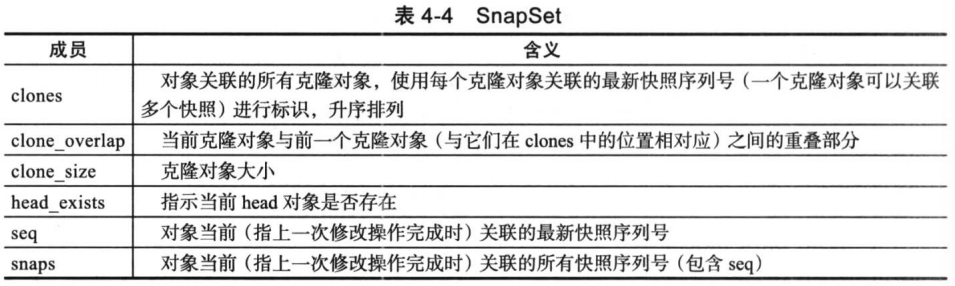 表 4-4 SnapSet
成员 含义
clones 对象关联的所有克隆对象，使用每个克隆对象关联的最新快照序列号（一个克隆对象可以关联
多个快照）进行标识，升序排列
clone_overlap 当前克隆对象与前一个克隆对象（与它们在 clones 中的位置相对应）之间的重叠部分
clone_size 克隆对象大小
head_exists 指示当前 head 对象是否存在
seq 对象当前（指上一次修改操作完成时）关联的最新快照序列号
snaps 对象当前（指上一次修改操作完成时）关联的所有快照序列号（包含 seq）